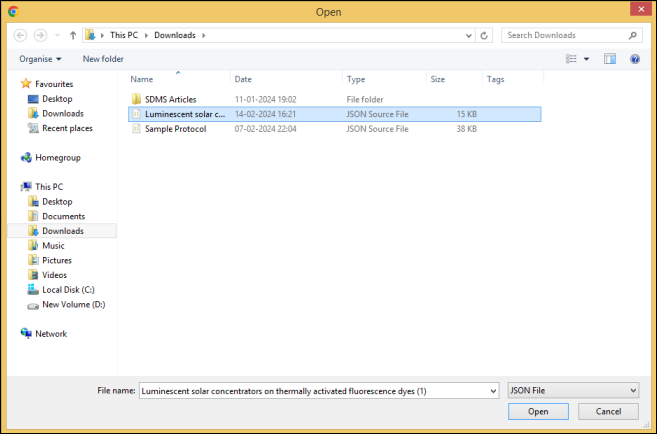 Open
This PC Downloads Search Downloads
Organise New folder
Name Date Type Size Tags
SDMS Articles 11-01-2024 19:02 File folder
Luminescent solar c... 14-02-2024 16:21 JSON Source File 15 KB
Sample Protocol 07-02-2024 22:04 JSON Source File 38 KB
Favourites
Desktop
Downloads
Recent places
Homegroup
This PC
Desktop
Documents
Downloads
Music
Pictures
Videos
Local Disk (C:)
New Volume (D:)
Network
File name: Luminescent solar concentrators on thermally activated fluorescence dyes (1) JSON File
Open Cancel